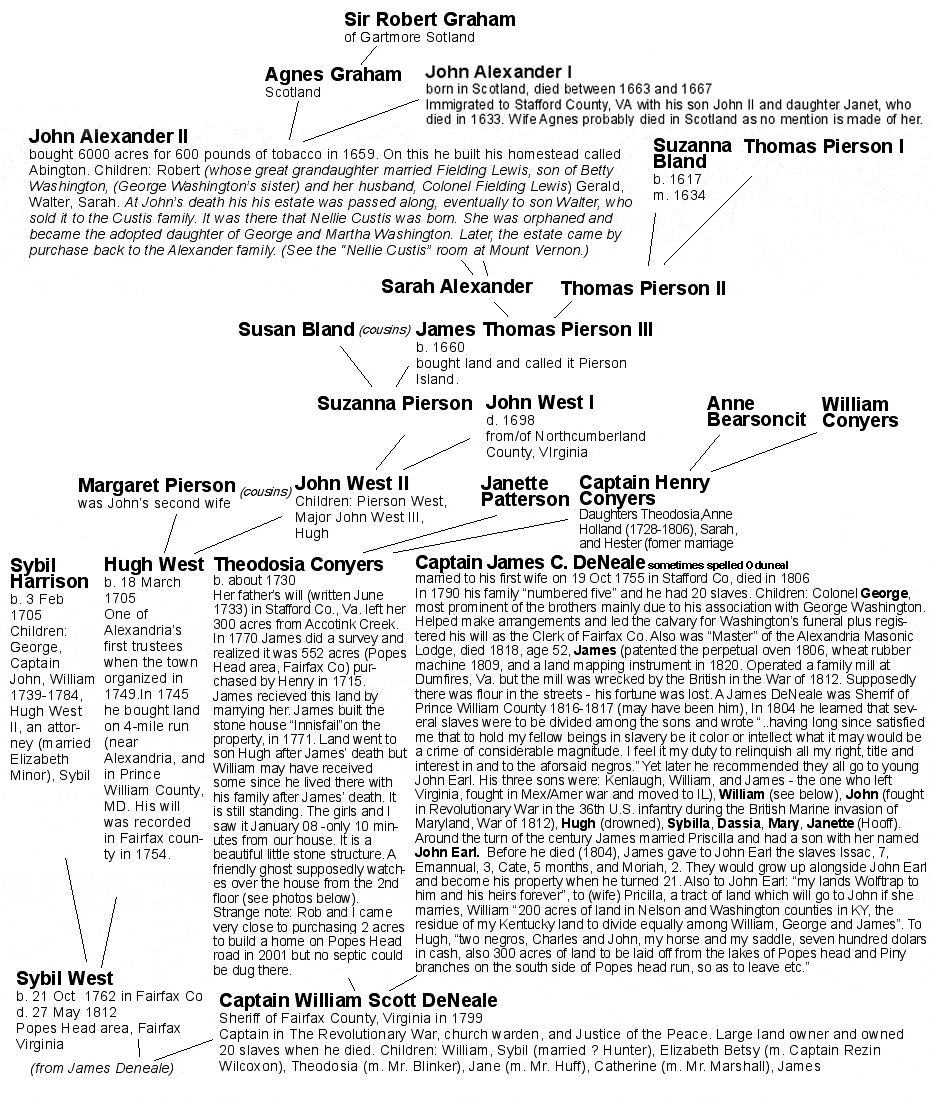 Sir Robert Graham
of Gartmore Sotland
Agnes Graham
Scotland
John Alexander I
born in Scotland, died between 1663 and 1667
Immigrated to Stafford County, VA with his son John II and daughter Janet, who
died in 1633. Wife Agnes probably died in Scotland as no mention is made of her.
John Alexander II
bought 6000 acres for 600 pounds of tobacco in 1659. On this he built his homestead called
Abington. Children: Robert (whose great grandaughter married Fielding Lewis, son of Betty
Washington, (George Washington's sister) and her husband, Colonel Fielding Lewis) Gerald,
Walter, Sarah. At John's death his his estate was passed along, eventually to son Walter, who
sold it to the Custis family. It was there that Nellie Custis was born. She was orphaned and
became the adopted daughter of George and Martha Washington. Later, the estate came by
purchase back to the Alexander family. (See the "Nellie Custis" room at Mount Vernon.)
Suzanna
Bland
b. 1617
m. 1634
Thomas Pierson I
Sarah Alexander
Thomas Pierson II
Susan Bland (cousins)
James Thomas Pierson III
b. 1660
bought land and called it Pierson
Island.
Suzanna Pierson
John West I
d. 1698
from/of Northcumberland
County, VIrginia
Anne
Bearsoncit
William
Conyers
Margaret Pierson (cousins)
was John's second wife
John West II
Children: Pierson West,
Major John West III,
Hugh
Janette
Patterson
Captain Henry
Conyers
Daughters Theodosia,Anne
Holland (1728-1806), Sarah,
and Hester (fomer marriage
Sybil
Harrison
b. 3 Feb
1705
Children:
George,
Captain
John, William
1739-1784,
Hugh West
II, an attor-
ney (married
Elizabeth
Minor), Sybil
Hugh West
b. 18 March
1705
One of
Alexandria's
first trustees
when the town
organized in
1749.In 1745
he bought land
on 4-mile run
(near
Alexandria, and
in Prince
William County,
MD. His will
was recorded
in Fairfax coun-
ty in 1754.
Theodosia Conyers
b. about 1730
Her father's will (written June
1733) in Stafford Co., Va. left her
300 acres from Accotink Creek.
In 1770 James did a survey and
realized it was 552 acres (Popes
Head area, Fairfax Co) pur-
chased by Henry in 1715.
James recieved this land by
marrying her. James built the
stone house "Innisfail"on the
property, in 1771. Land went to
son Hugh after James' death but
William may have received
some since he lived there with
his family after James' death. It
is still standing. The girls and I
saw it January 08 -only 10 min-
utes from our house. It is a
beautiful little stone structure. A
friendly ghost supposedly watch-
es over the house from the 2nd
floor (see photos below).
Strange note: Rob and I came
very close to purchasing 2 acres
to build a home on Popes Head
road in 2001 but no septic could
be dug there.
Captain James C. DeNeale sometimes spelled Oduneal
married to his first wife on 19 Oct 1755 in Stafford Co, died in 1806
In 1790 his family "numbered five" and he had 20 slaves. Children: Colonel George,
most prominent of the brothers mainly due to his association with George Washington.
Helped make arrangements and led the calvary for Washington's funeral plus regis-
tered his will as the Clerk of Fairfax Co. Also was "Master" of the Alexandria Masonic
Lodge, died 1818, age 52, James (patented the perpetual oven 1806, wheat rubber
machine 1809, and a land mapping instrument in 1820. Operated a family mill at
Dumfires, Va. but the mill was wrecked by the British in the War of 1812. Supposedly
there was flour in the streets - his fortune was lost. A James DeNeale was Sherrif of
Prince William County 1816-1817 (may have been him), In 1804 he learned that sev-
eral slaves were to be divided among the sons and wrote "..having long since satisfied
me that to hold my fellow beings in slavery be it color or intellect what it may would be
a crime of considerable magnitude. I feel it my duty to relinquish all my right, title and
interest in and to the aforsaid negros." Yet later he recommended they all go to young
John Earl. His three sons were: Kenlaugh, William, and James - the one who left
Virginia, fought in Mex/Amer war and moved to IL), William (see below), John (fought
in Revolutionary War in the 36th U.S. infantry during the British Marine invasion of
Maryland, War of 1812), Hugh (drowned), Sybilla, Dassia, Mary, Janette (Hooff).
Around the turn of the century James married Priscilla and had a son with her named
John Earl. Before he died (1804), James gave to John Earl the slaves Issac, 7,
Emannual, 3, Cate, 5 months, and Moriah, 2. They would grow up alongside John Earl
and become his property when he turned 21. Also to John Earl: "my lands Wolftrap to
him and his heirs forever", to (wife) Pricilla, a tract of land which will go to John if she
marries, William "200 acres of land in Nelson and Washington counties in KY, the
residue of my Kentucky land to divide equally among William, George and James". To
Hugh, "two negros, Charles and John, my horse and my saddle, seven hundred dolars
in cash, also 300 acres of land to be laid off from the lakes of Popes head and Piny
branches on the south side of Popes head run, so as to leave etc."
Sybil West
b. 21 Oct 1762 in Fairfax Co
d. 27 May 1812
Popes Head area, Fairfax
Virginia
(from James Deneale)
Captain William Scott DeNeale
Sheriff of Fairfax County, Virginia in 1799
Captain in The Revolutionary War, church warden, and Justice of the Peace. Large land owner and owned
20 slaves when he died. Children: William, Sybil (married ? Hunter), Elizabeth Betsy (m. Captain Rezin
Wilcoxon), Theodosia (m. Mr. Blinker), Jane (m. Mr. Huff), Catherine (m. Mr. Marshall), James